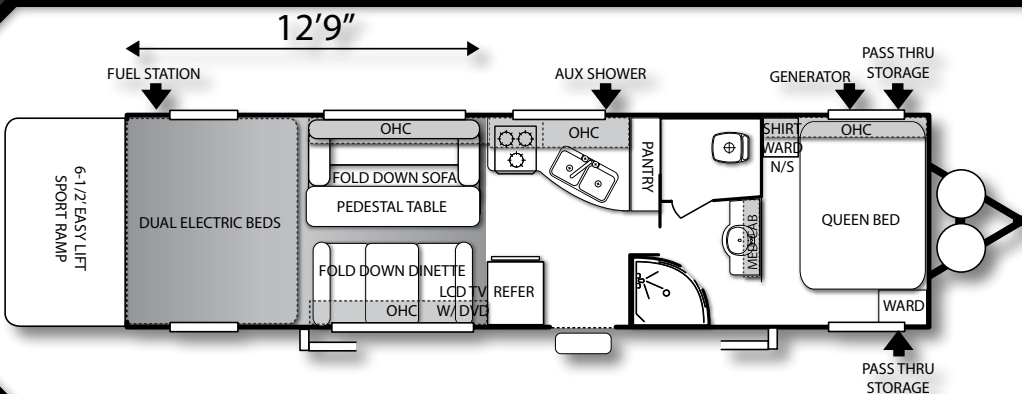 12'9”
FUEL STATION
AUX SHOWER
GENERATOR
PASS THRU
STORAGE
6-1/2' EASY LIFT
SPORT RAMP
DUAL ELECTRIC BEDS
OHC
FOLD DOWN SOFA
PEDESTAL TABLE
FOLD DOWN DINETTE
LCD TV
W/ DVD
OHC
REFER
OHC
PANTRY
MED CAB
SHIRT
WARD
N/S
OHC
QUEEN BED
WARD
PASS THRU
STORAGE